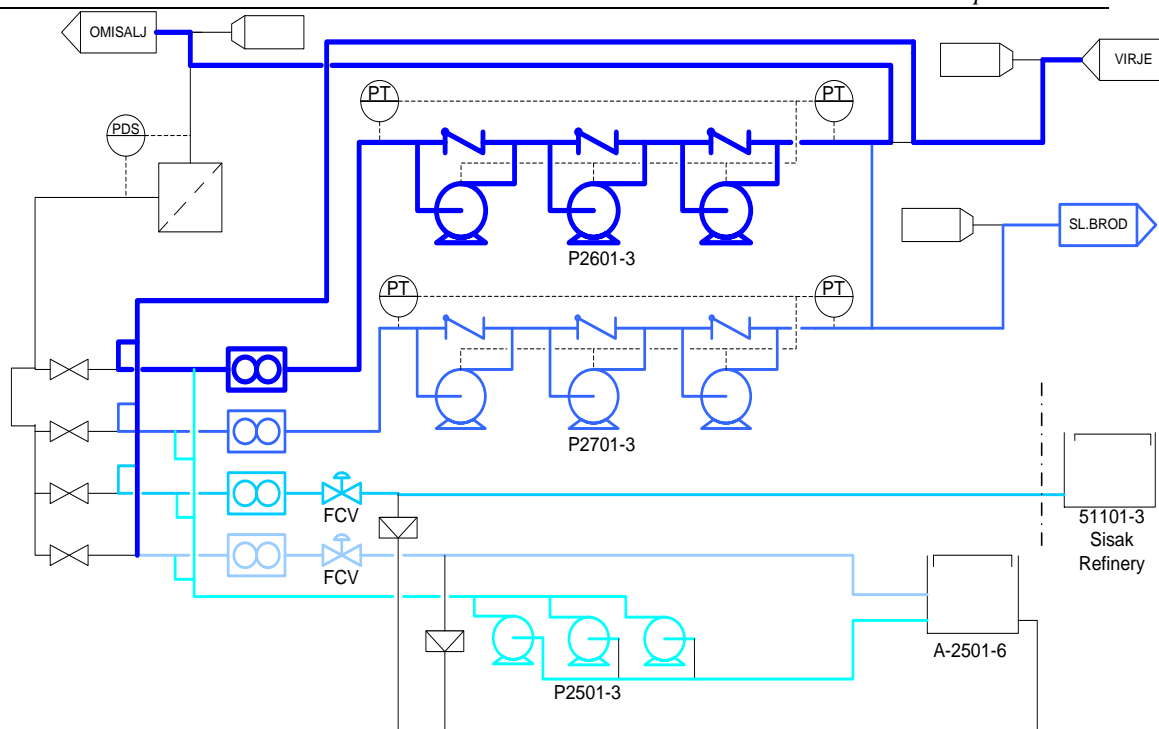 OMISALJ
VIRJE
PT
PT
PDS
SL.BROD
P2601-3
PT
PT
P2701-3
FCV
51101-3
Sisak
Refinery
FCV
A-2501-6
P2501-3